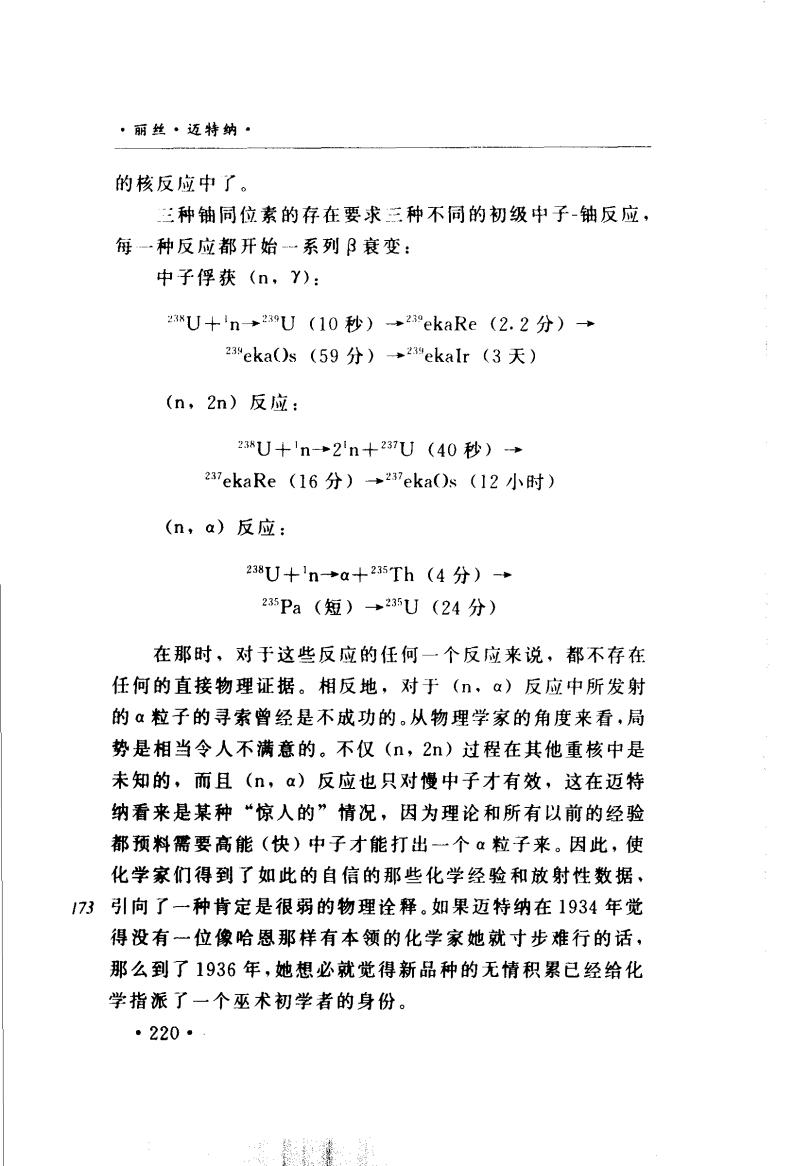 ·丽丝·迈特纳·
的核反应中了。
三种铀同位素的存在要求三种不同的初级中子-铀反应，
每一种反应都开始一系列β衰变：
中子俘获（n，γ）：
²³⁸U＋¹n→²³⁹U（10秒）→²³⁹ekaRe（2.2分）→
²³⁹ekaOs（59分）→²³⁹ekaIr（3天）
（n，2n）反应：
²³⁸U＋¹n→2¹n＋²³⁷U（40秒）→
²³⁷ekaRe（16分）→²³⁷ekaOs（12小时）
（n，α）反应：
²³⁸U＋¹n→α＋²³⁵Th（4分）→
²³⁵Pa（短）→²³⁵U（24分）
在那时，对于这些反应的任何一个反应来说，都不存在
任何的直接物理证据。相反地，对于（n，α）反应中所发射
的α粒子的寻索曾经是不成功的。从物理学家的角度来看，局
势是相当令人不满意的。不仅（n，2n）过程在其他重核中是
未知的，而且（n，α）反应也只对慢中子才有效，这在迈特
纳看来是某种“惊人的”情况，因为理论和所有以前的经验
都预料需要高能（快）中子才能打出一个α粒子来。因此，使
化学家们得到了如此的自信的那些化学经验和放射性数据，
173 引向了一种肯定是很弱的物理诠释。如果迈特纳在1934年觉
得没有一位像哈恩那样有本领的化学家她就寸步难行的话，
那么到了1936年，她想必就觉得新品种的无情积累已经给化
学指派了一个巫术初学者的身份。
·220·